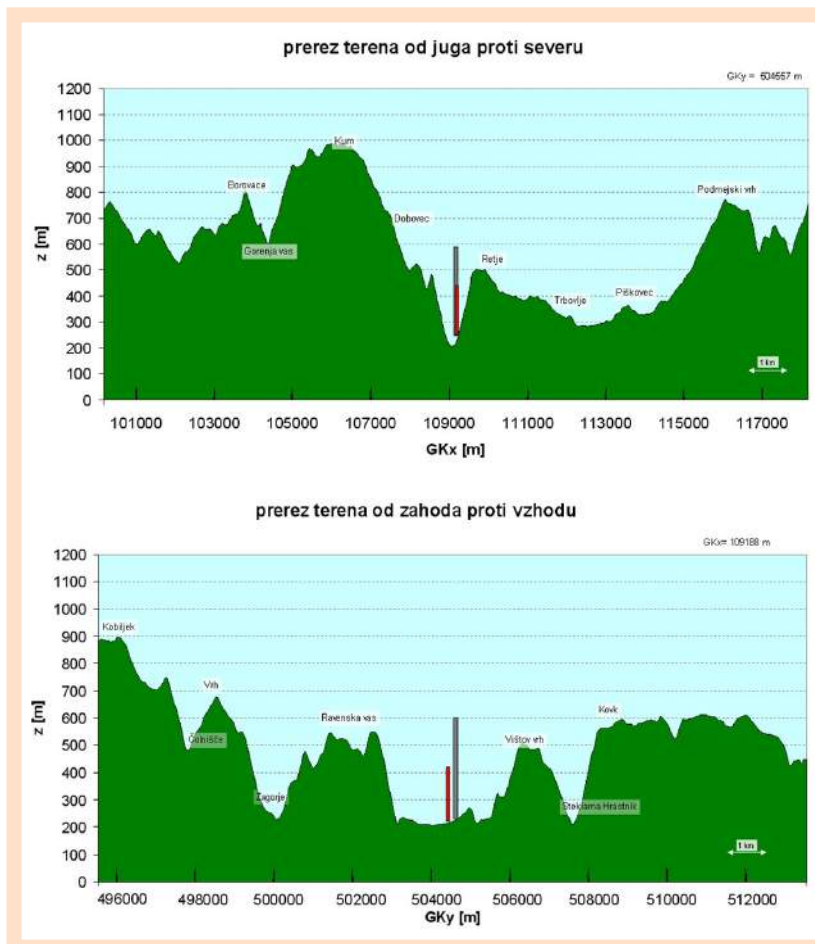 prerez terena od juga proti severu
GKy = 504557 m
1200
1100
1000
900
800
700
600
500
400
300
200
100
0
z [m]
Kum
Borovace
Podmejski vrh
Dobovec
Gorenja vas
Retje
Trbovlje
Piškovec
1 km
101000 103000 105000 107000 109000 111000 113000 115000 117000
GKx [m]
prerez terena od zahoda proti vzhodu
GKx= 109188 m
1200
1100
1000
900
800
700
600
500
400
300
200
100
0
z [m]
Kobiljek
Vrh
Ravenska vas
Kovk
Čolnišče
Vištov vrh
Zagorje
Steklarna Hrastnik
1 km
496000 498000 500000 502000 504000 506000 508000 510000 512000
GKy [m]